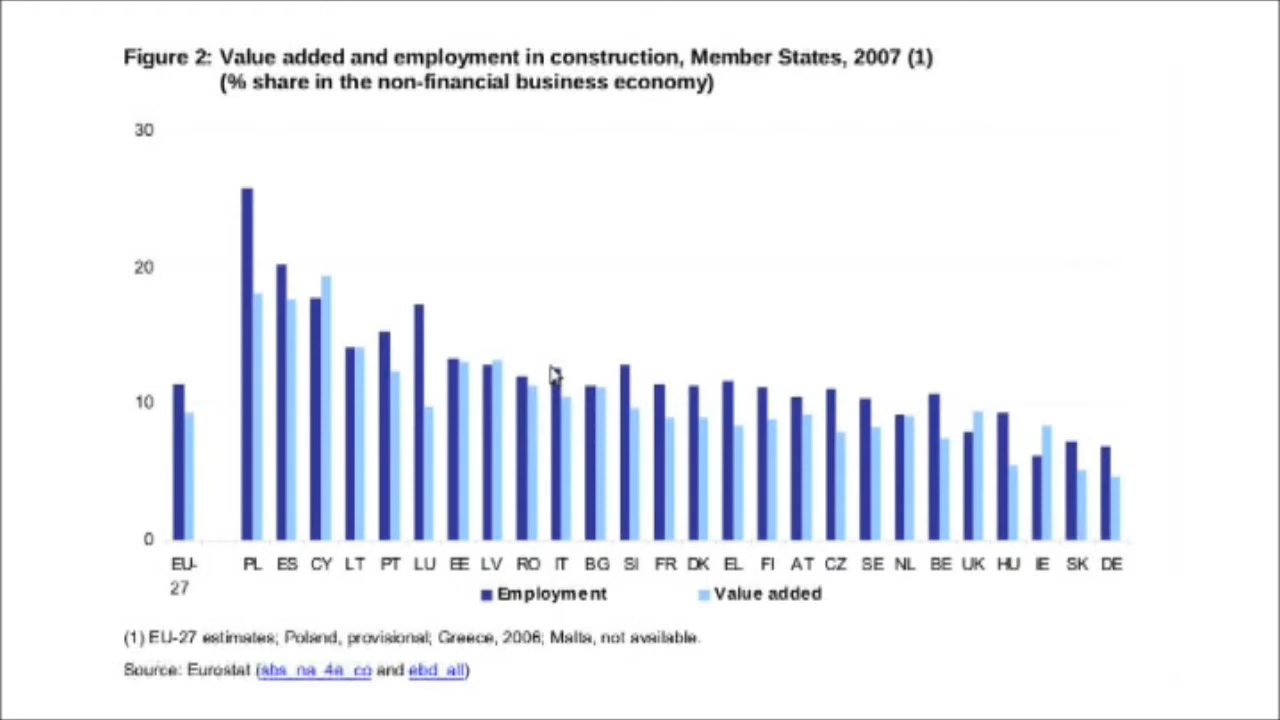 Figure 2: Value added and employment in construction, Member States, 2007 (1)
(% share in the non-financial business economy)
30
20
10
0
EU-27 PL ES CY LT PT LU EE LV RO IT BG SI FR DK EL FI AT CZ SE NL BE UK HU IE SK DE
Employment Value added
(1) EU-27 estimates; Poland, provisional; Greece, 2006; Malta, not available.
Source: Eurostat (sbs_na_4a_co and ebd_all)